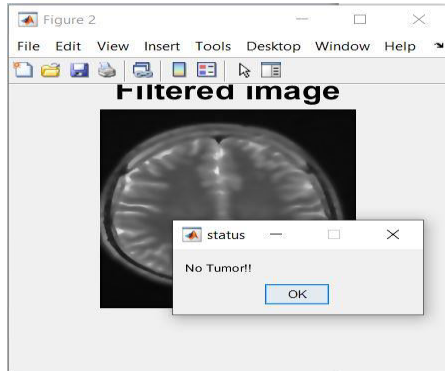 Figure 2
File Edit View Insert Tools Desktop Window Help
Filtered image
status
No Tumor!!
OK